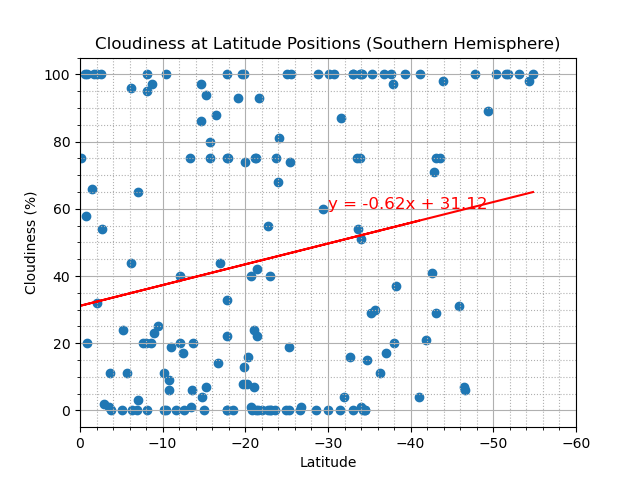 Cloudiness at Latitude Positions (Southern Hemisphere)
100
80
60
40
20
0
Cloudiness (%)
y = -0.62x + 31.12
0 −10 −20 −30 −40 −50 −60
Latitude